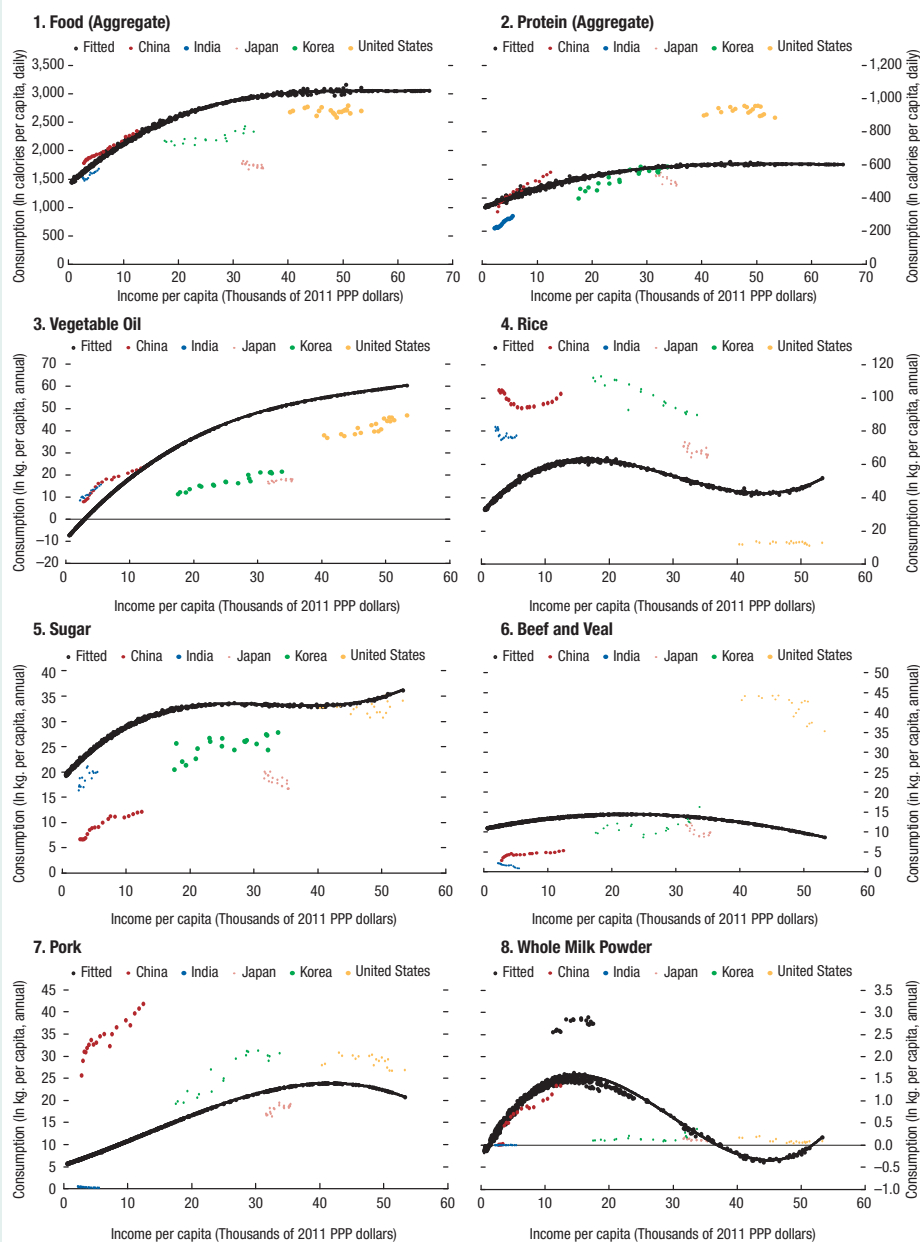 1. Food (Aggregate)
• Fitted • China • India • Japan • Korea • United States
Consumption (In calories per capita, daily)
3,500
3,000
2,500
2,000
1,500
1,000
500
0
0 10 20 30 40 50 60 70
Income per capita (Thousands of 2011 PPP dollars)
2. Protein (Aggregate)
• Fitted • China • India • Japan • Korea • United States
1,200
1,000
800
600
400
200
0
Consumption (In calories per capita, daily)
0 10 20 30 40 50 60 70
Income per capita (Thousands of 2011 PPP dollars)
3. Vegetable Oil
• Fitted • China • India • Japan • Korea • United States
Consumption (In kg. per capita, annual)
70
60
50
40
30
20
10
0
−10
−20
0 10 20 30 40 50 60
Income per capita (Thousands of 2011 PPP dollars)
4. Rice
• Fitted • China • India • Japan • Korea • United States
120
100
80
60
40
20
0
Consumption (In kg. per capita, annual)
0 10 20 30 40 50 60
Income per capita (Thousands of 2011 PPP dollars)
5. Sugar
• Fitted • China • India • Japan • Korea • United States
Consumption (In kg. per capita, annual)
40
35
30
25
20
15
10
5
0
0 10 20 30 40 50 60
Income per capita (Thousands of 2011 PPP dollars)
6. Beef and Veal
• Fitted • China • India • Japan • Korea • United States
50
45
40
35
30
25
20
15
10
5
0
Consumption (in kg. per capita, annual)
0 10 20 30 40 50 60
Income per capita (Thousands of 2011 PPP dollars)
7. Pork
• Fitted • China • India • Japan • Korea • United States
Consumption (In kg. per capita, annual)
45
40
35
30
25
20
15
10
5
0
0 10 20 30 40 50 60
Income per capita (Thousands of 2011 PPP dollars)
8. Whole Milk Powder
• Fitted • China • India • Japan • Korea • United States
3.5
3.0
2.5
2.0
1.5
1.0
0.5
0.0
−0.5
−1.0
Consumption (In kg. per capita, annual)
0 10 20 30 40 50 60
Income per capita (Thousands of 2011 PPP dollars)